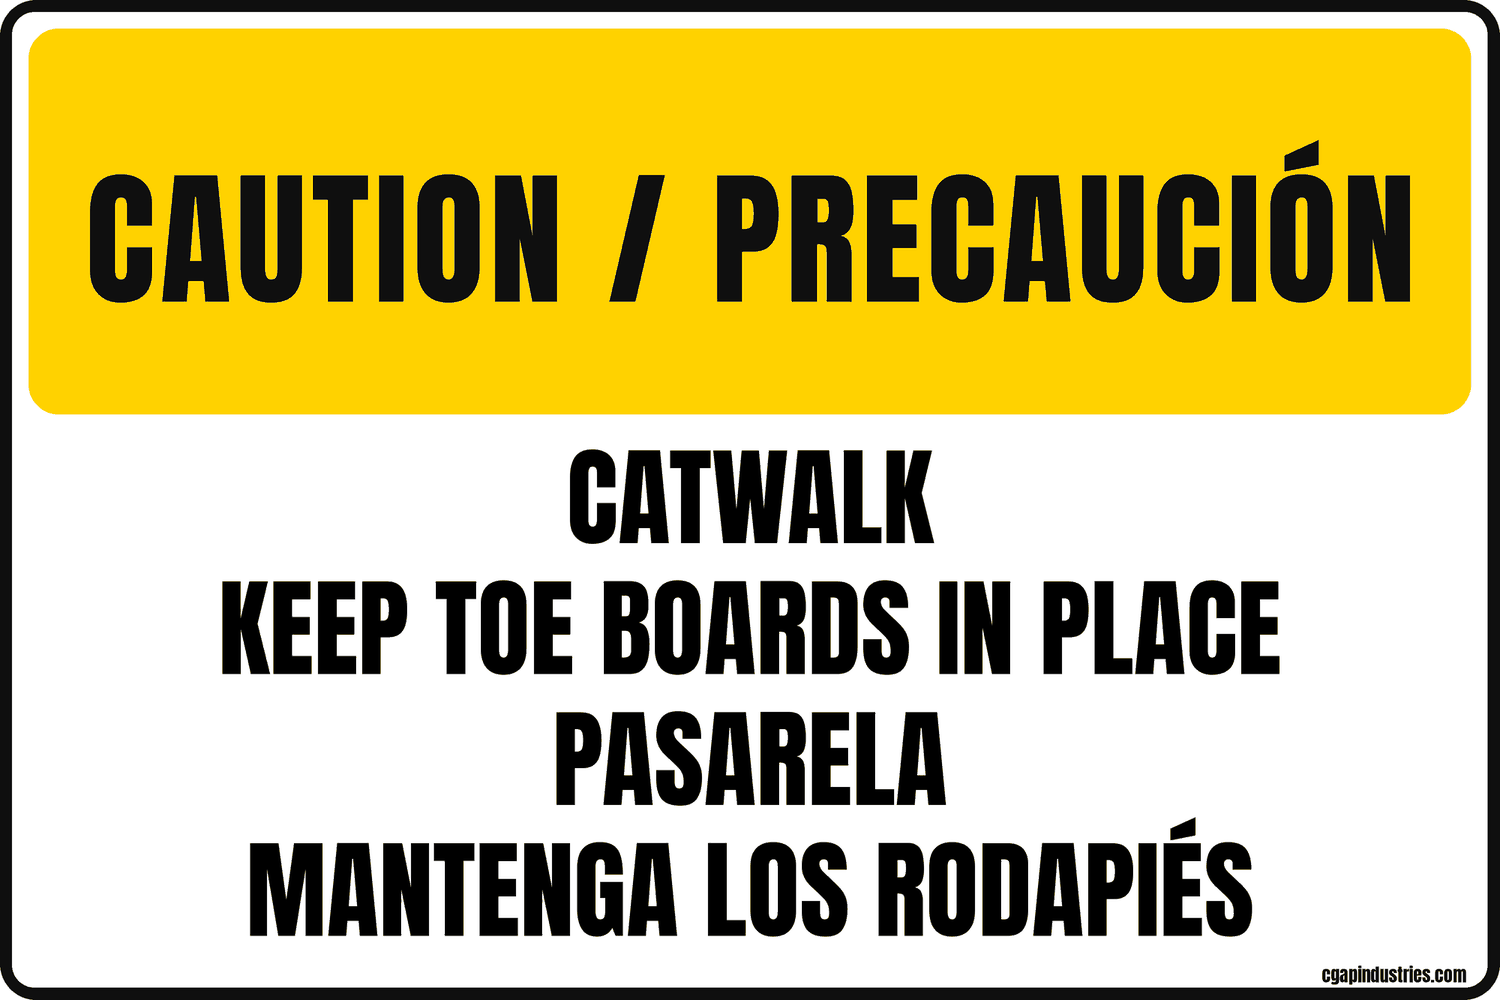 CAUTION / PRECAUCIÓN
CATWALK
KEEP TOE BOARDS IN PLACE
PASARELA
MANTENGA LOS RODAPIÉS
cgapindustries.com